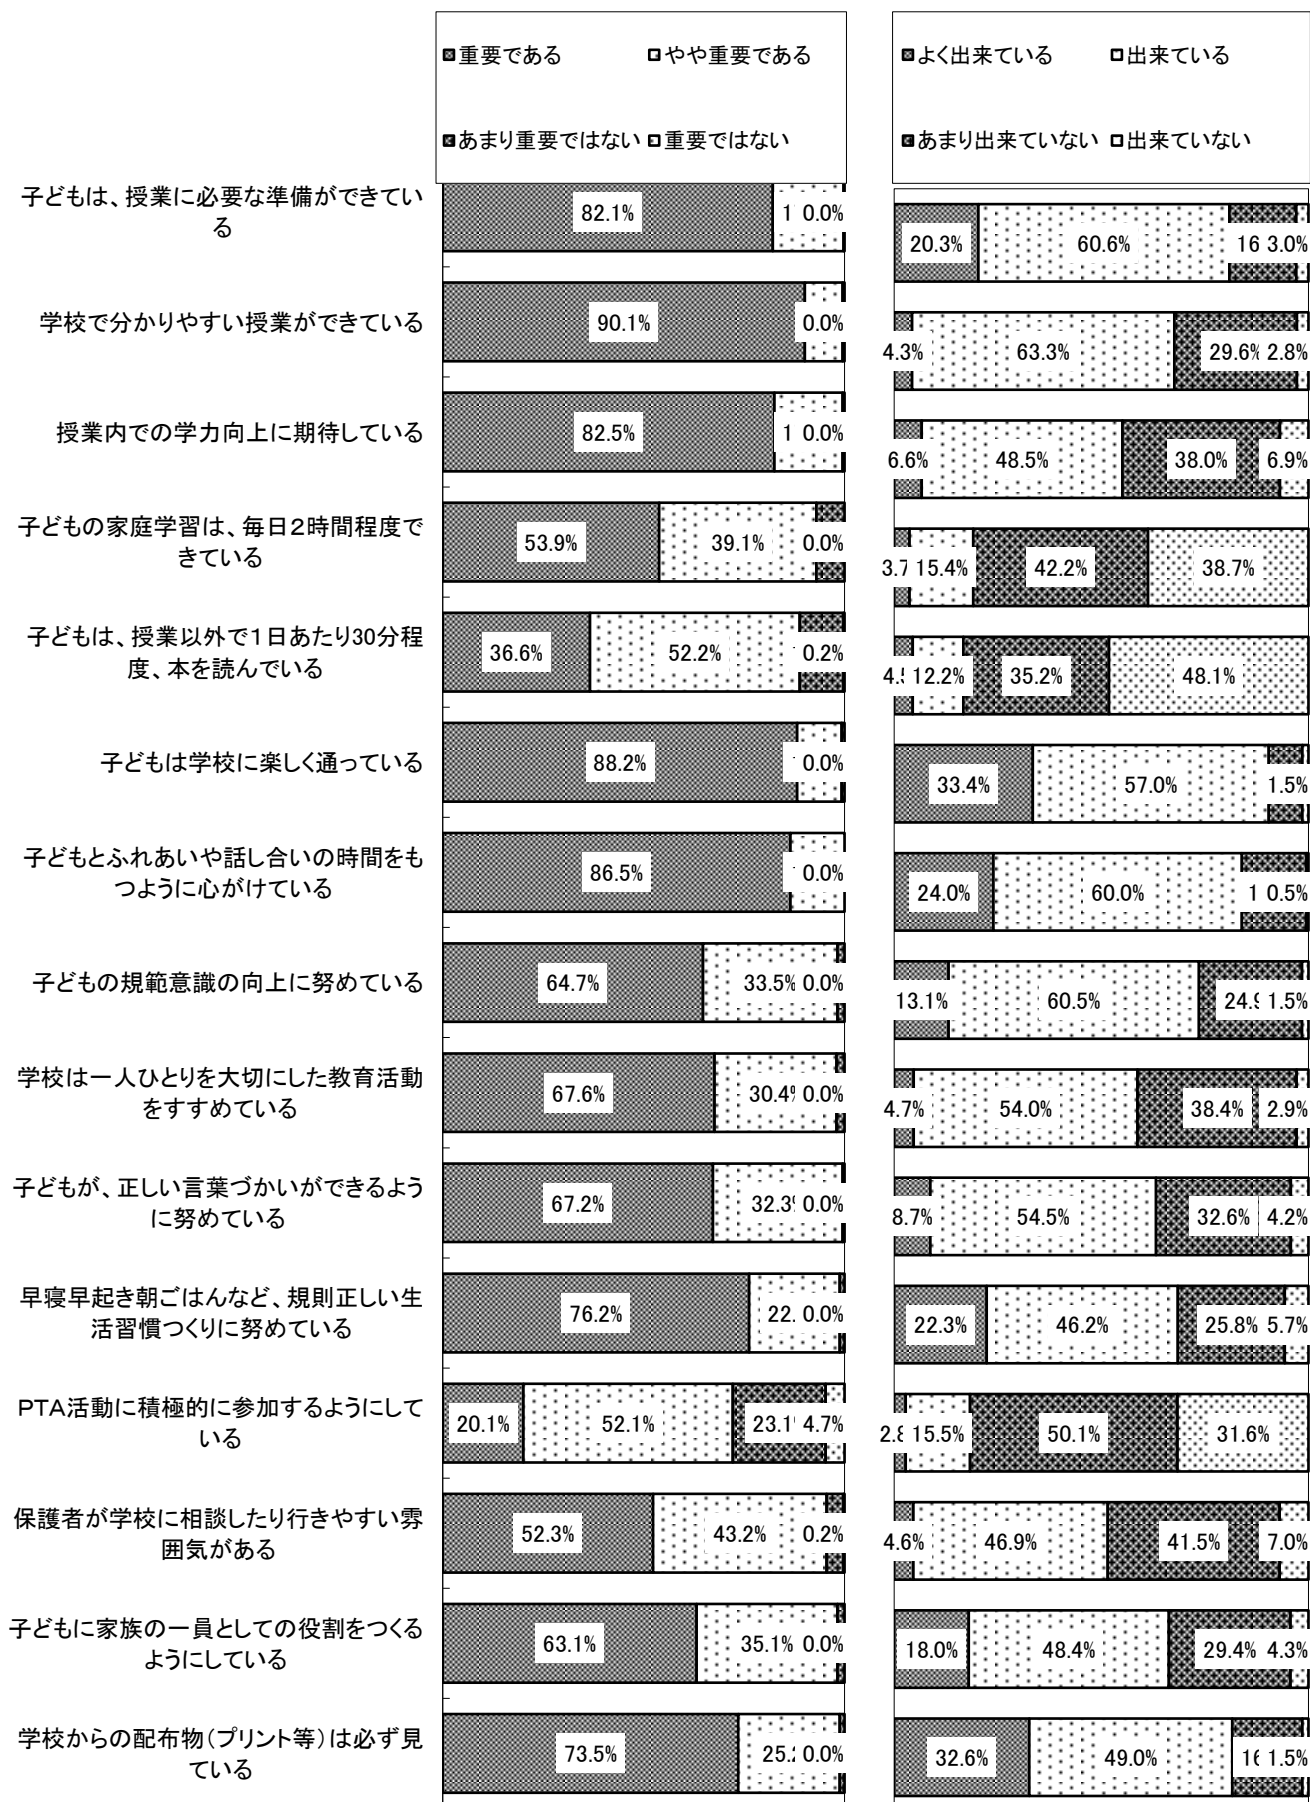 重要である やや重要である
あまり重要ではない 重要ではない
よく出来ている 出来ている
あまり出来ていない 出来ていない
子どもは、授業に必要な準備ができてい
る
82.1% 1 0.0%
20.3% 60.6% 16 3.0%
学校で分かりやすい授業ができている
90.1% 0.0%
4.3% 63.3% 29.6% 2.8%
授業内での学力向上に期待している
82.5% 1 0.0%
6.6% 48.5% 38.0% 6.9%
子どもの家庭学習は、毎日2時間程度で
きている
53.9% 39.1% 0.0%
3.7 15.4% 42.2% 38.7%
子どもは、授業以外で1日あたり30分程
度、本を読んでいる
36.6% 52.2% 0.2%
4.5 12.2% 35.2% 48.1%
子どもは学校に楽しく通っている
88.2% 0.0%
33.4% 57.0% 1.5%
子どもとふれあいや話し合いの時間をも
つように心がけている
86.5% 0.0%
24.0% 60.0% 1 0.5%
子どもの規範意識の向上に努めている
64.7% 33.5% 0.0%
13.1% 60.5% 24.9 1.5%
学校は一人ひとりを大切にした教育活動
をすすめている
67.6% 30.4% 0.0%
4.7% 54.0% 38.4% 2.9%
子どもが、正しい言葉づかいができるよう
に努めている
67.2% 32.3% 0.0%
8.7% 54.5% 32.6% 4.2%
早寝早起き朝ごはんなど、規則正しい生
活習慣つくりに努めている
76.2% 22. 0.0%
22.3% 46.2% 25.8% 5.7%
PTA活動に積極的に参加するようにして
いる
20.1% 52.1% 23.1 4.7%
2.8 15.5% 50.1% 31.6%
保護者が学校に相談したり行きやすい雰
囲気がある
52.3% 43.2% 0.2%
4.6% 46.9% 41.5% 7.0%
子どもに家族の一員としての役割をつくる
ようにしている
63.1% 35.1% 0.0%
18.0% 48.4% 29.4% 4.3%
学校からの配布物(プリント等)は必ず見
ている
73.5% 25.2 0.0%
32.6% 49.0% 16 1.5%